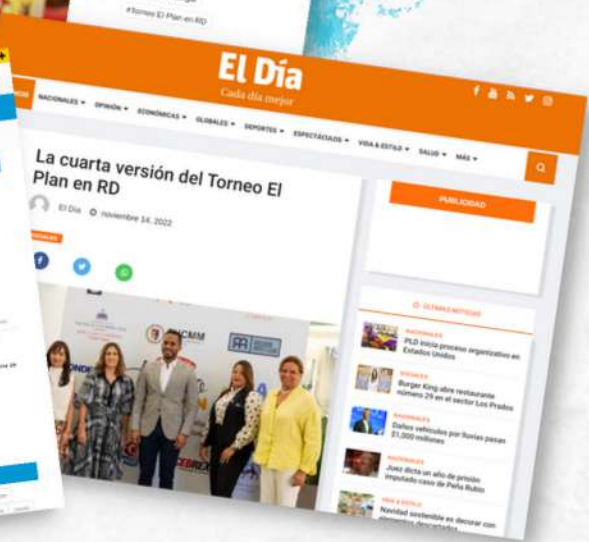 #Torneo El Plan en RD
El Día
Cada día mejor
NACIONALES
OPINIÓN
ECONÓMICAS
GLOBALES
DEPORTES
ESPECTÁCULOS
VIDA & ESTILO
SALUD
MÁS
La cuarta versión del Torneo El
Plan en RD
El Día
noviembre 14, 2022
PUBLICIDAD
ÚLTIMAS NOTICIAS
NACIONALES
PLD inicia proceso organizativo en
Estados Unidos
SOCIALES
Burger King abre restaurante
número 29 en el sector Los Prados
NACIONALES
Daños vehículos por lluvias pasan
$1,000 millones
NACIONALES
Juez dicta un año de prisión
imputado caso de Peña Rubio
VIDA & ESTILO
Navidad sostenible es decorar con
elementos descartados